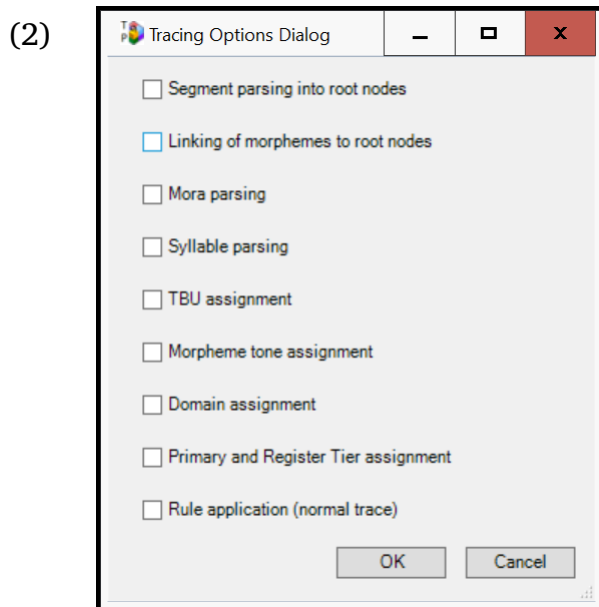 (2)
Tracing Options Dialog
Segment parsing into root nodes
Linking of morphemes to root nodes
Mora parsing
Syllable parsing
TBU assignment
Morpheme tone assignment
Domain assignment
Primary and Register Tier assignment
Rule application (normal trace)
OK Cancel